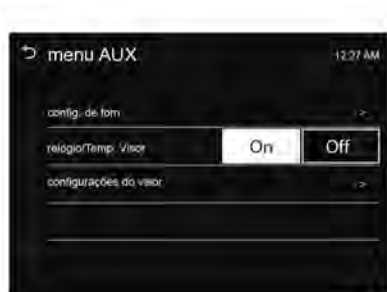 menu AUX
12:27 AM
config. de tom
>
relógio/Temp. Visor
On
Off
configurações do visor
>